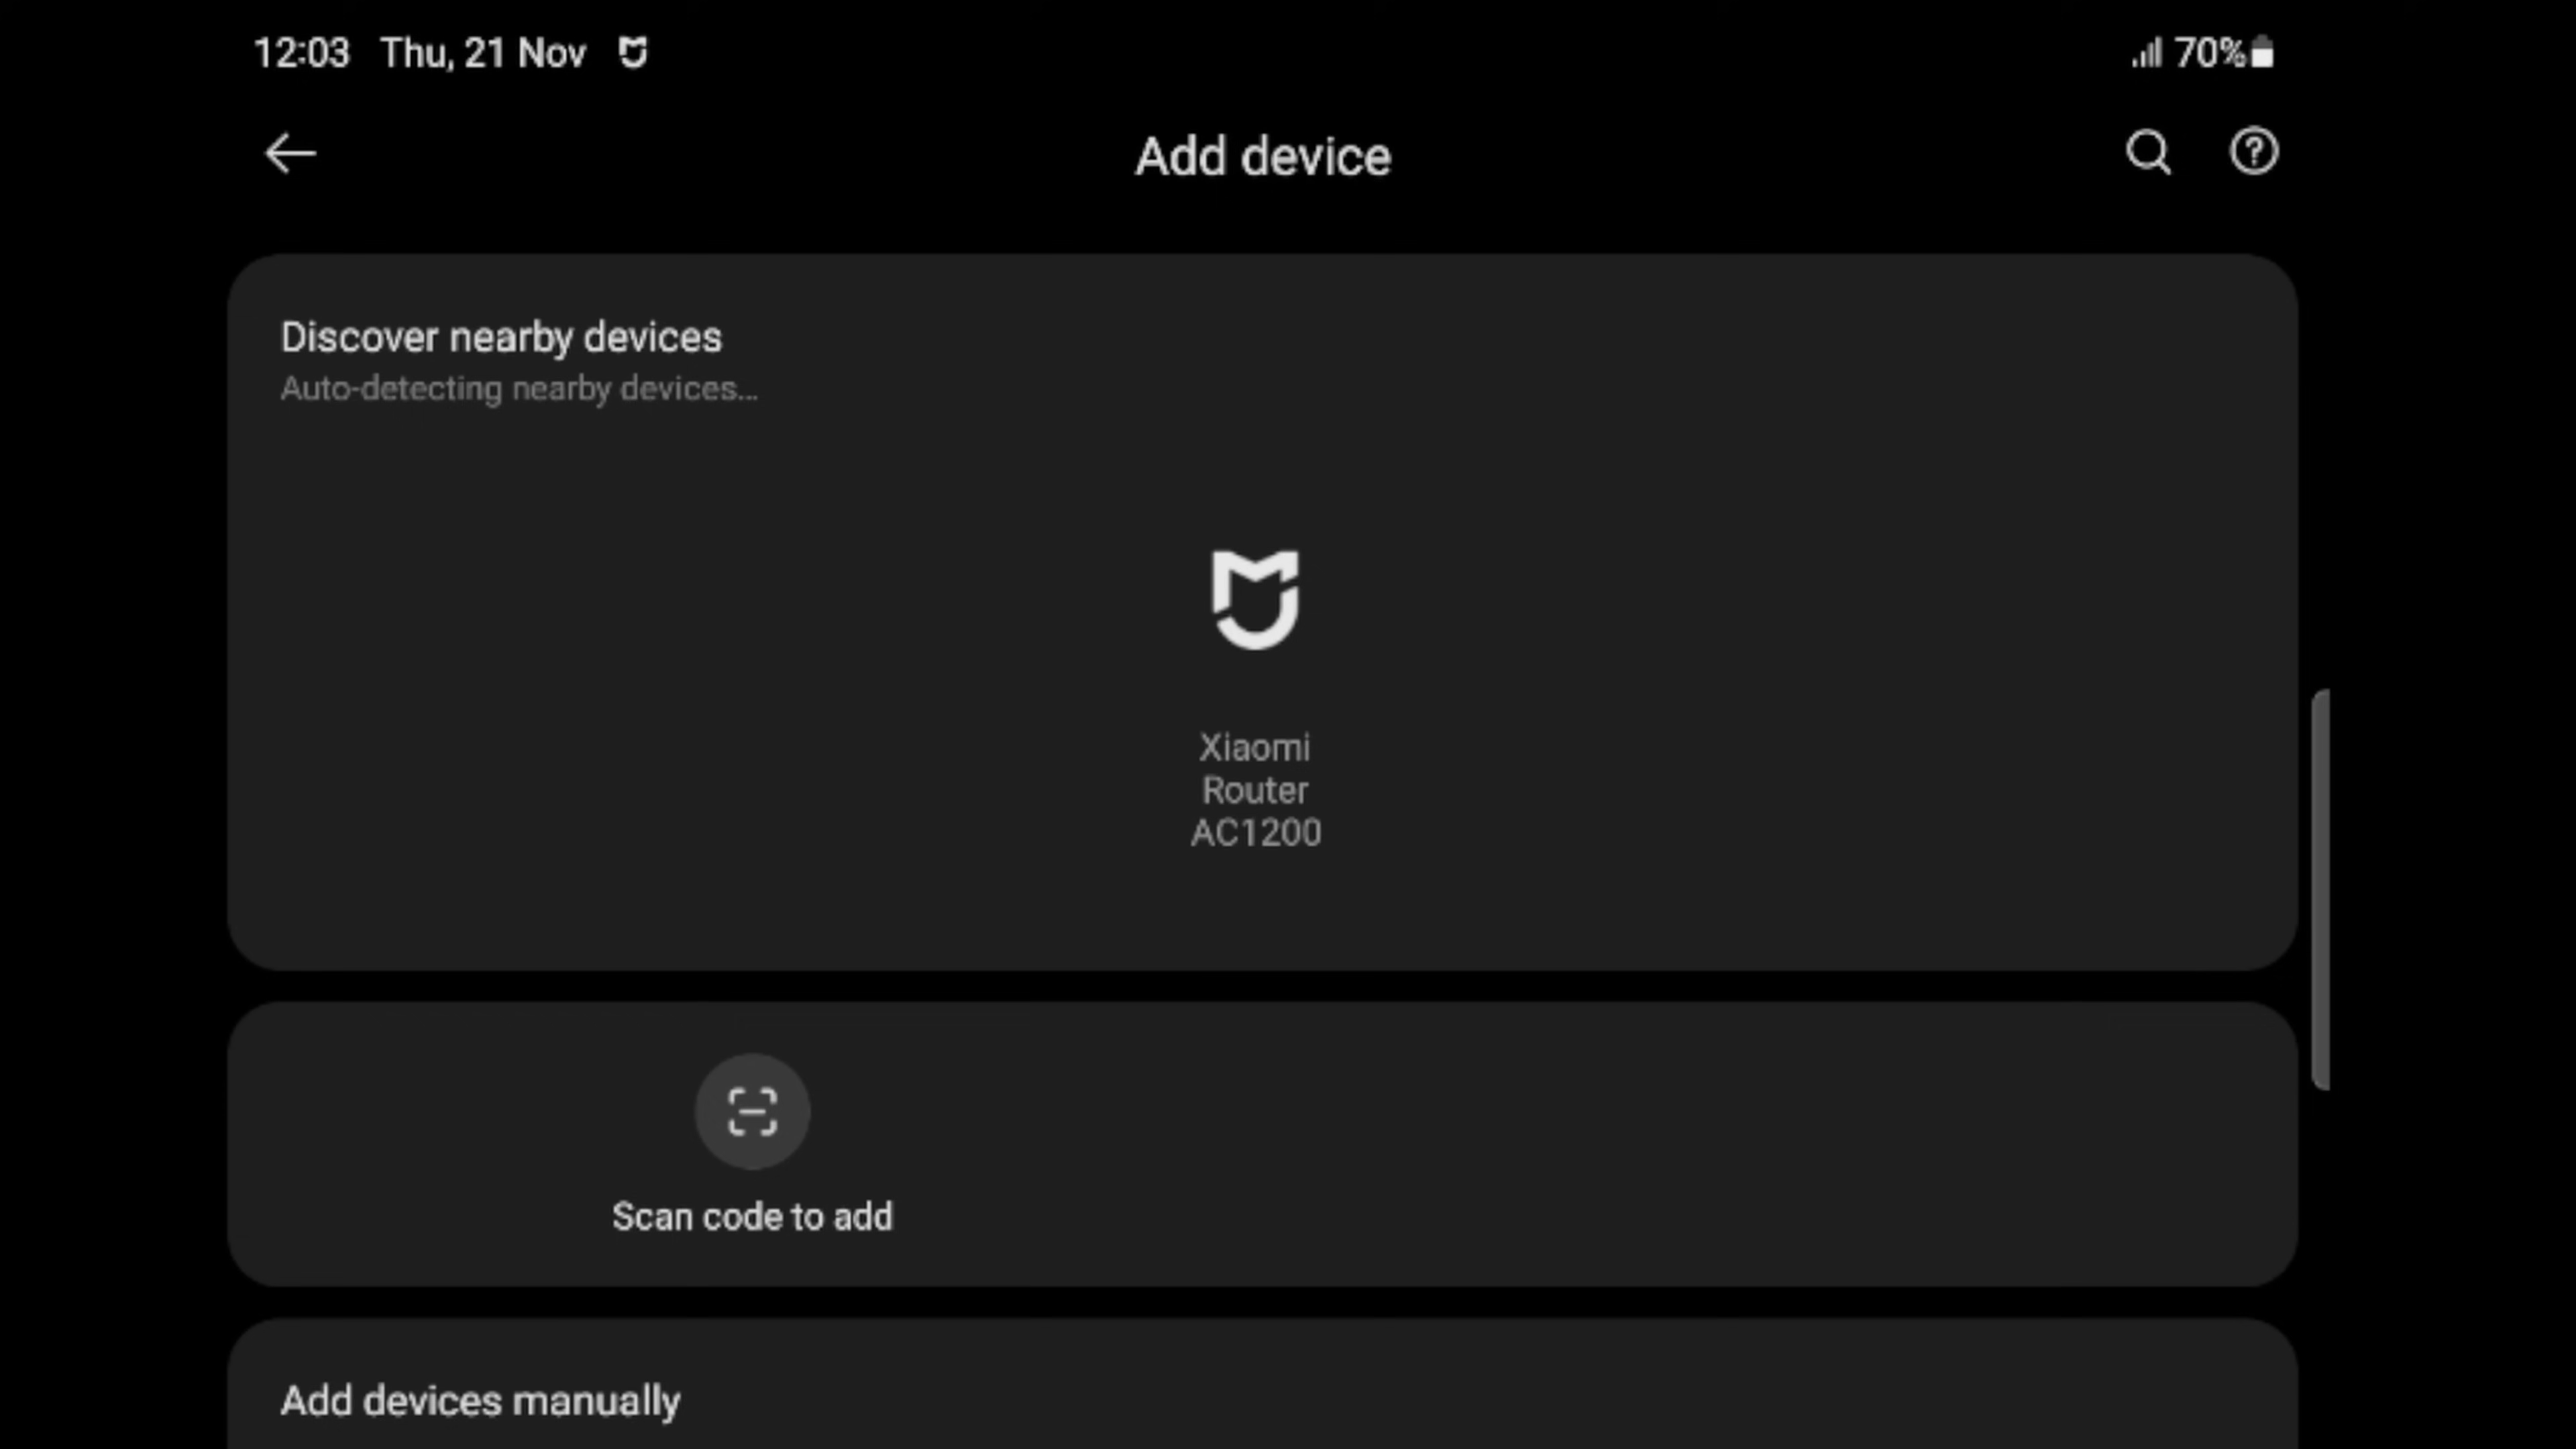 12:03 Thu, 21 Nov
70%
Add device
Discover nearby devices
Auto-detecting nearby devices...
Xiaomi
Router
AC1200
Scan code to add
Add devices manually